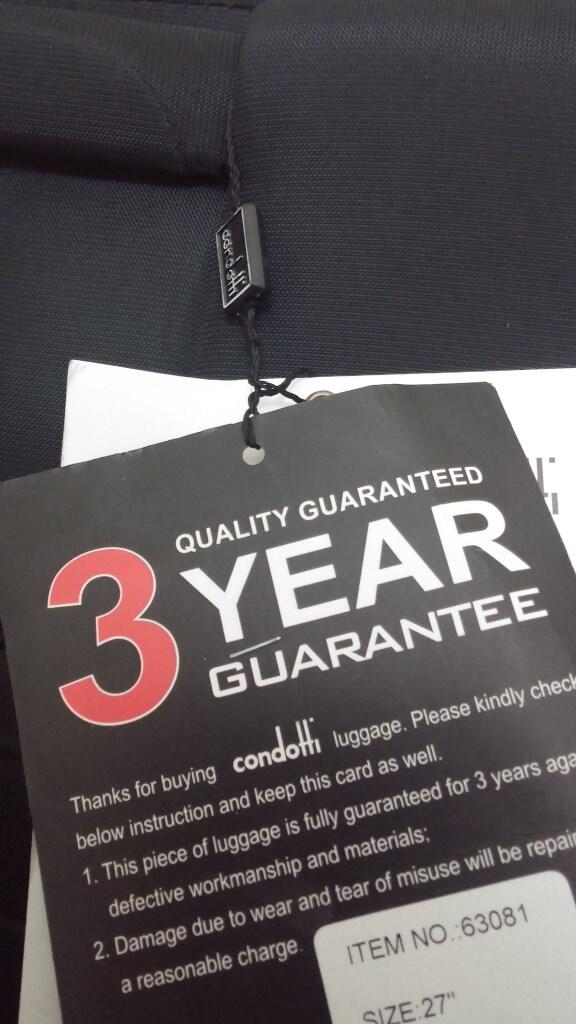 condotti
QUALITY GUARANTEED
3 YEAR
GUARANTEE
Thanks for buying condotti luggage. Please kindly check
below instruction and keep this card as well.
1. This piece of luggage is fully guaranteed for 3 years
defective workmanship and materials;
2. Damage due to wear and tear of misuse will be
a reasonable charge.
ITEM NO.:63081
SIZE:27"